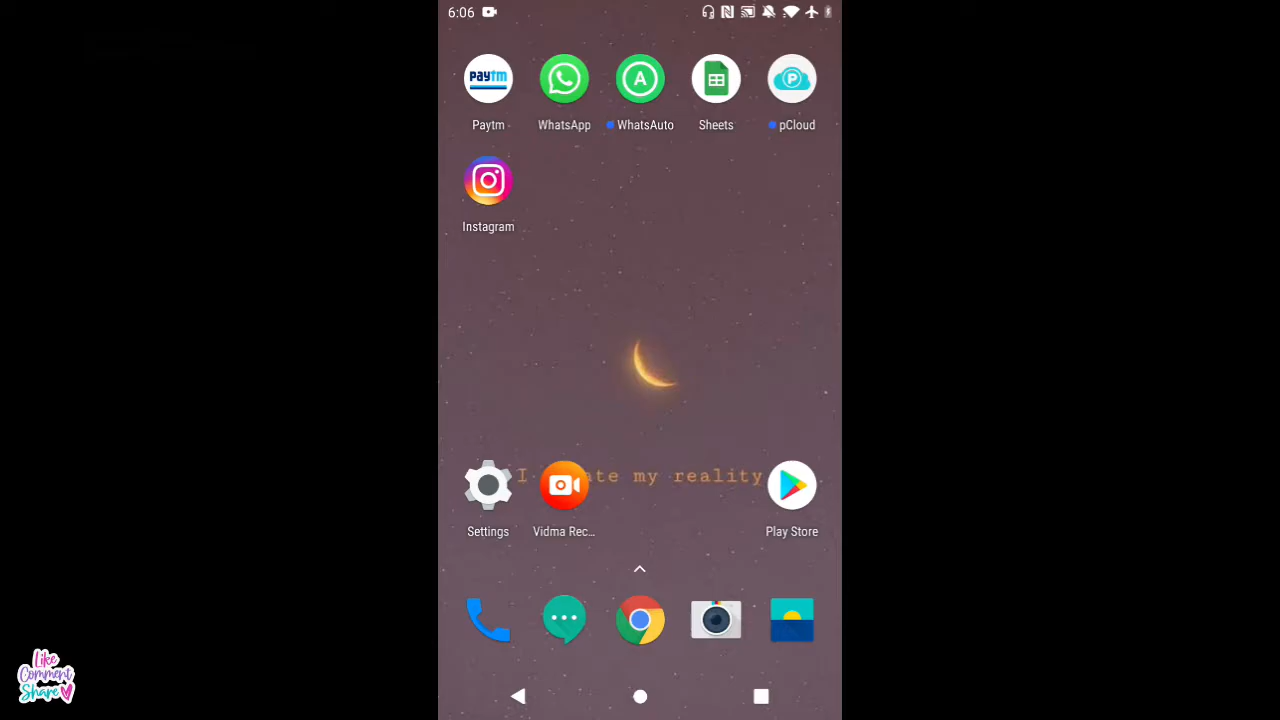 6:06
Paytm
WhatsApp
A
WhatsAuto
Sheets
P
pCloud
Paytm
Instagram
I ate my reality
Settings
Vidma Rec...
Play Store
Like
Comment
Share